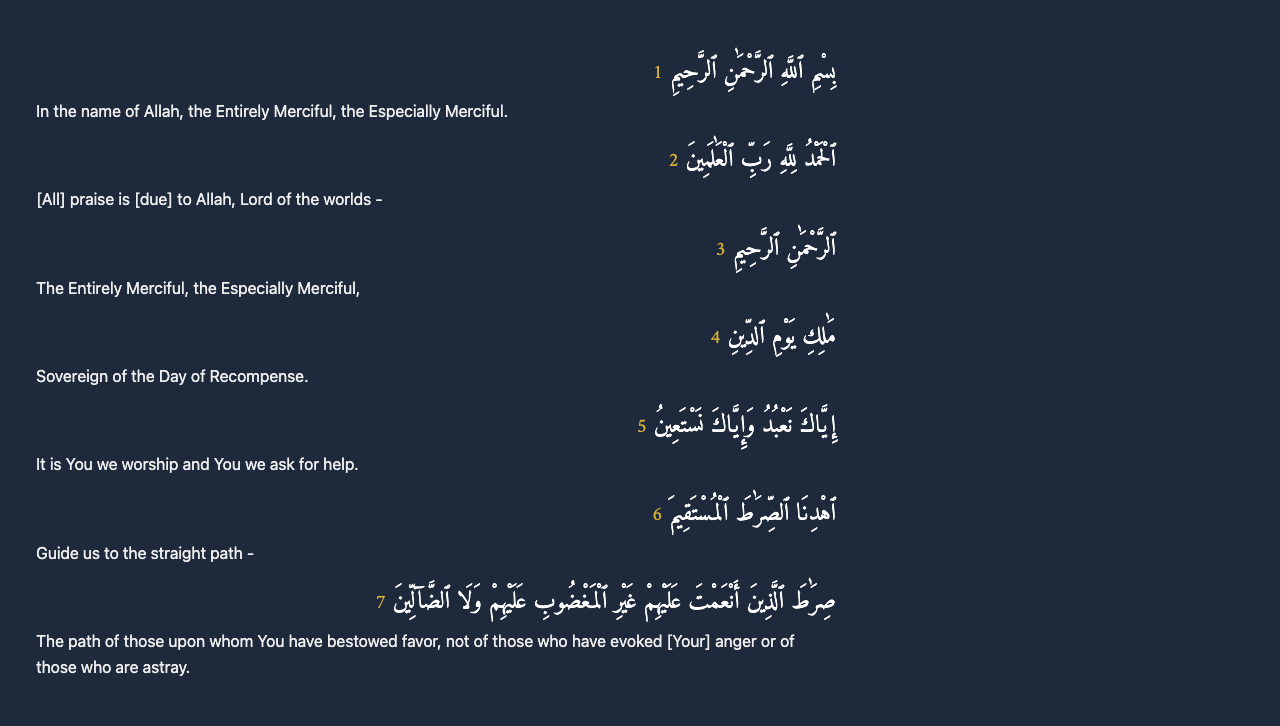 بِسْمِ ٱللَّهِ ٱلرَّحْمَٰنِ ٱلرَّحِيمِ 1
In the name of Allah, the Entirely Merciful, the Especially Merciful.
ٱلْحَمْدُ لِلَّهِ رَبِّ ٱلْعَٰلَمِينَ 2
[All] praise is [due] to Allah, Lord of the worlds -
ٱلرَّحْمَٰنِ ٱلرَّحِيمِ 3
The Entirely Merciful, the Especially Merciful,
مَٰلِكِ يَوْمِ ٱلدِّينِ 4
Sovereign of the Day of Recompense.
إِيَّاكَ نَعْبُدُ وَإِيَّاكَ نَسْتَعِينُ 5
It is You we worship and You we ask for help.
ٱهْدِنَا ٱلصِّرَٰطَ ٱلْمُسْتَقِيمَ 6
Guide us to the straight path -
صِرَٰطَ ٱلَّذِينَ أَنْعَمْتَ عَلَيْهِمْ غَيْرِ ٱلْمَغْضُوبِ عَلَيْهِمْ وَلَا ٱلضَّآلِّينَ 7
The path of those upon whom You have bestowed favor, not of those who have evoked [Your] anger or of
those who are astray.